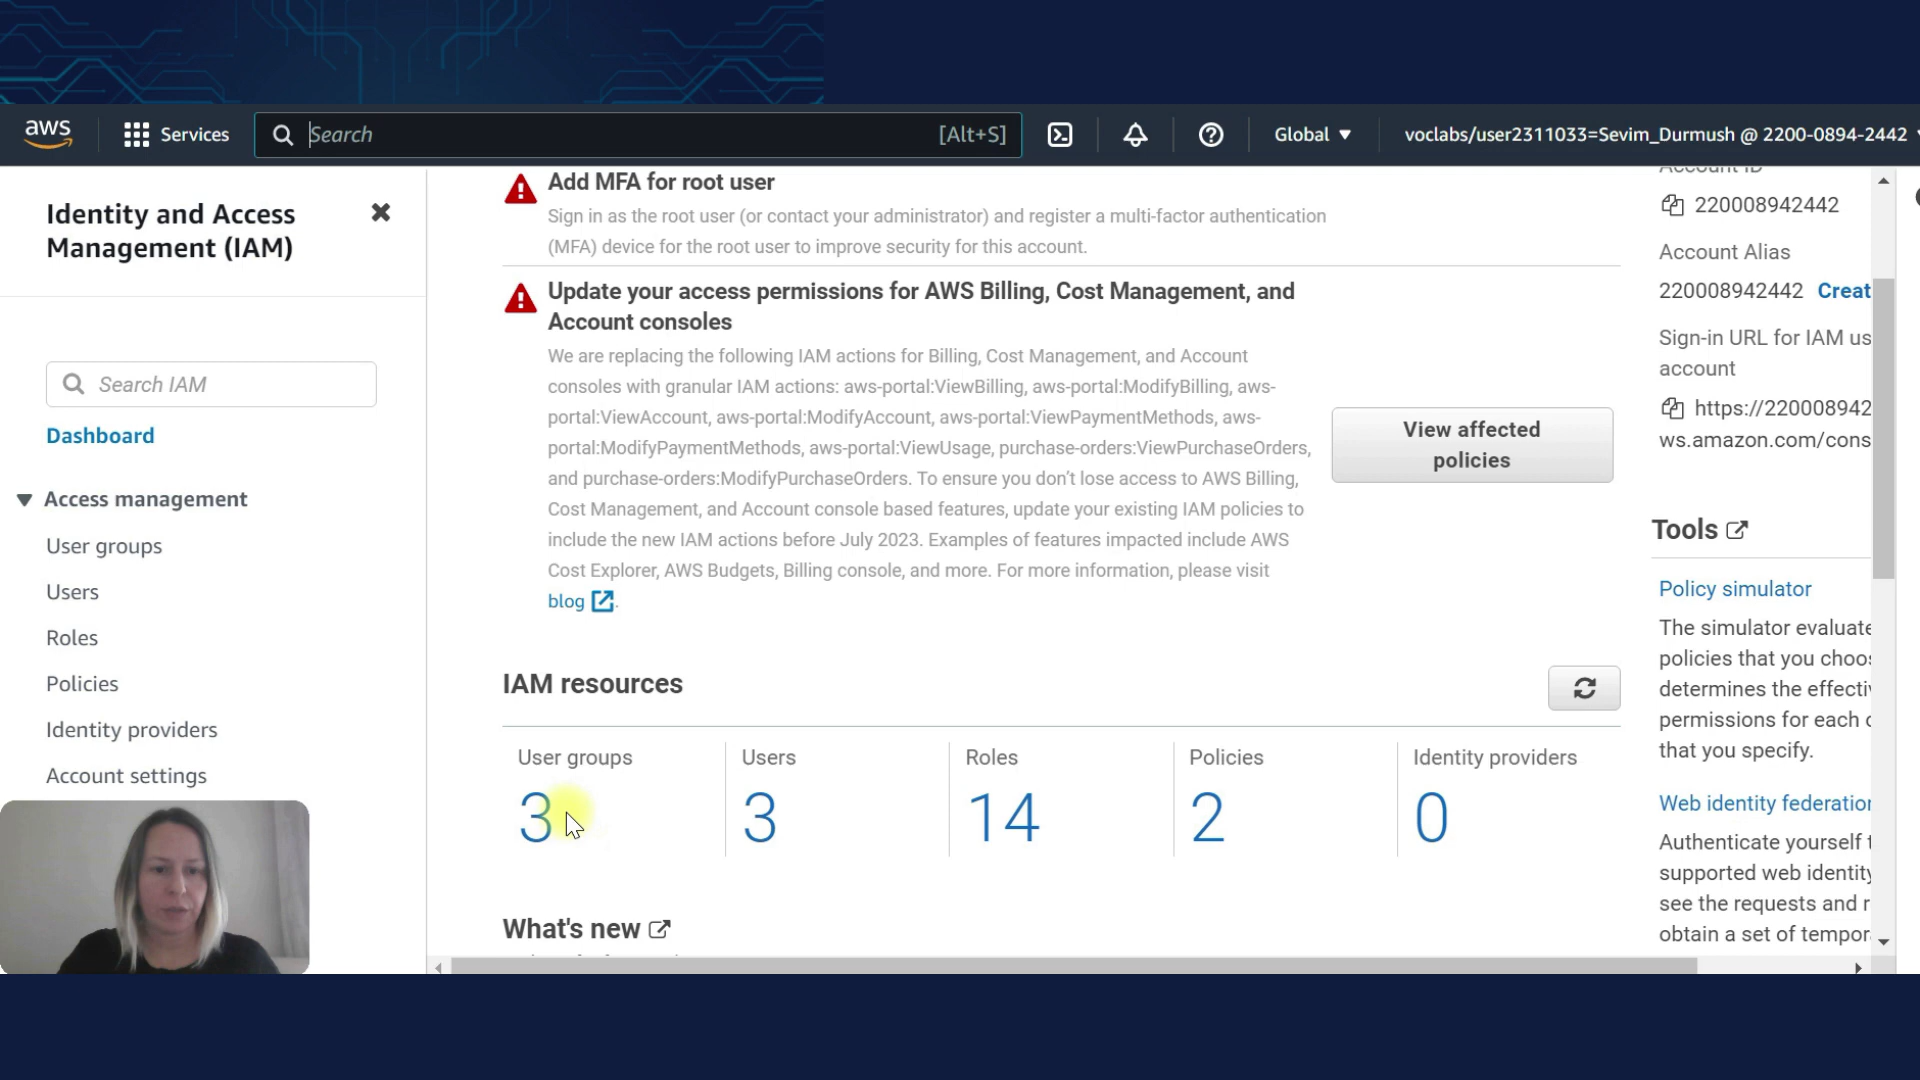 aws
Services
Search
[Alt+S]
Global
voclabs/user2311033=Sevim_Durmush @ 2200-0894-2442
Identity and Access
Management (IAM)
Search IAM
Dashboard
Access management
User groups
Users
Roles
Policies
Identity providers
Account settings
Add MFA for root user
Sign in as the root user (or contact your administrator) and register a multi-factor authentication
(MFA) device for the root user to improve security for this account.
Update your access permissions for AWS Billing, Cost Management, and
Account consoles
We are replacing the following IAM actions for Billing, Cost Management, and Account
consoles with granular IAM actions: aws-portal:ViewBilling, aws-portal:ModifyBilling, aws-
portal:ViewAccount, aws-portal:ModifyAccount, aws-portal:ViewPaymentMethods, aws-
portal:ModifyPaymentMethods, aws-portal:ViewUsage, purchase-orders:ViewPurchaseOrders,
and purchase-orders:ModifyPurchaseOrders. To ensure you don't lose access to AWS Billing,
Cost Management, and Account console based features, update your existing IAM policies to
include the new IAM actions before July 2023. Examples of features impacted include AWS
Cost Explorer, AWS Budgets, Billing console, and more. For more information, please visit
blog .
View affected
policies
IAM resources
User groups
3
Users
3
Roles
14
Policies
2
Identity providers
0
What's new
Account ID
220008942442
Account Alias
220008942442 Creat
Sign-in URL for IAM us
account
https://220008942
ws.amazon.com/cons
Tools
Policy simulator
The simulator evaluate
policies that you choos
determines the effecti
permissions for each c
that you specify.
Web identity federation
Authenticate yourself t
supported web identity
see the requests and r
obtain a set of tempor